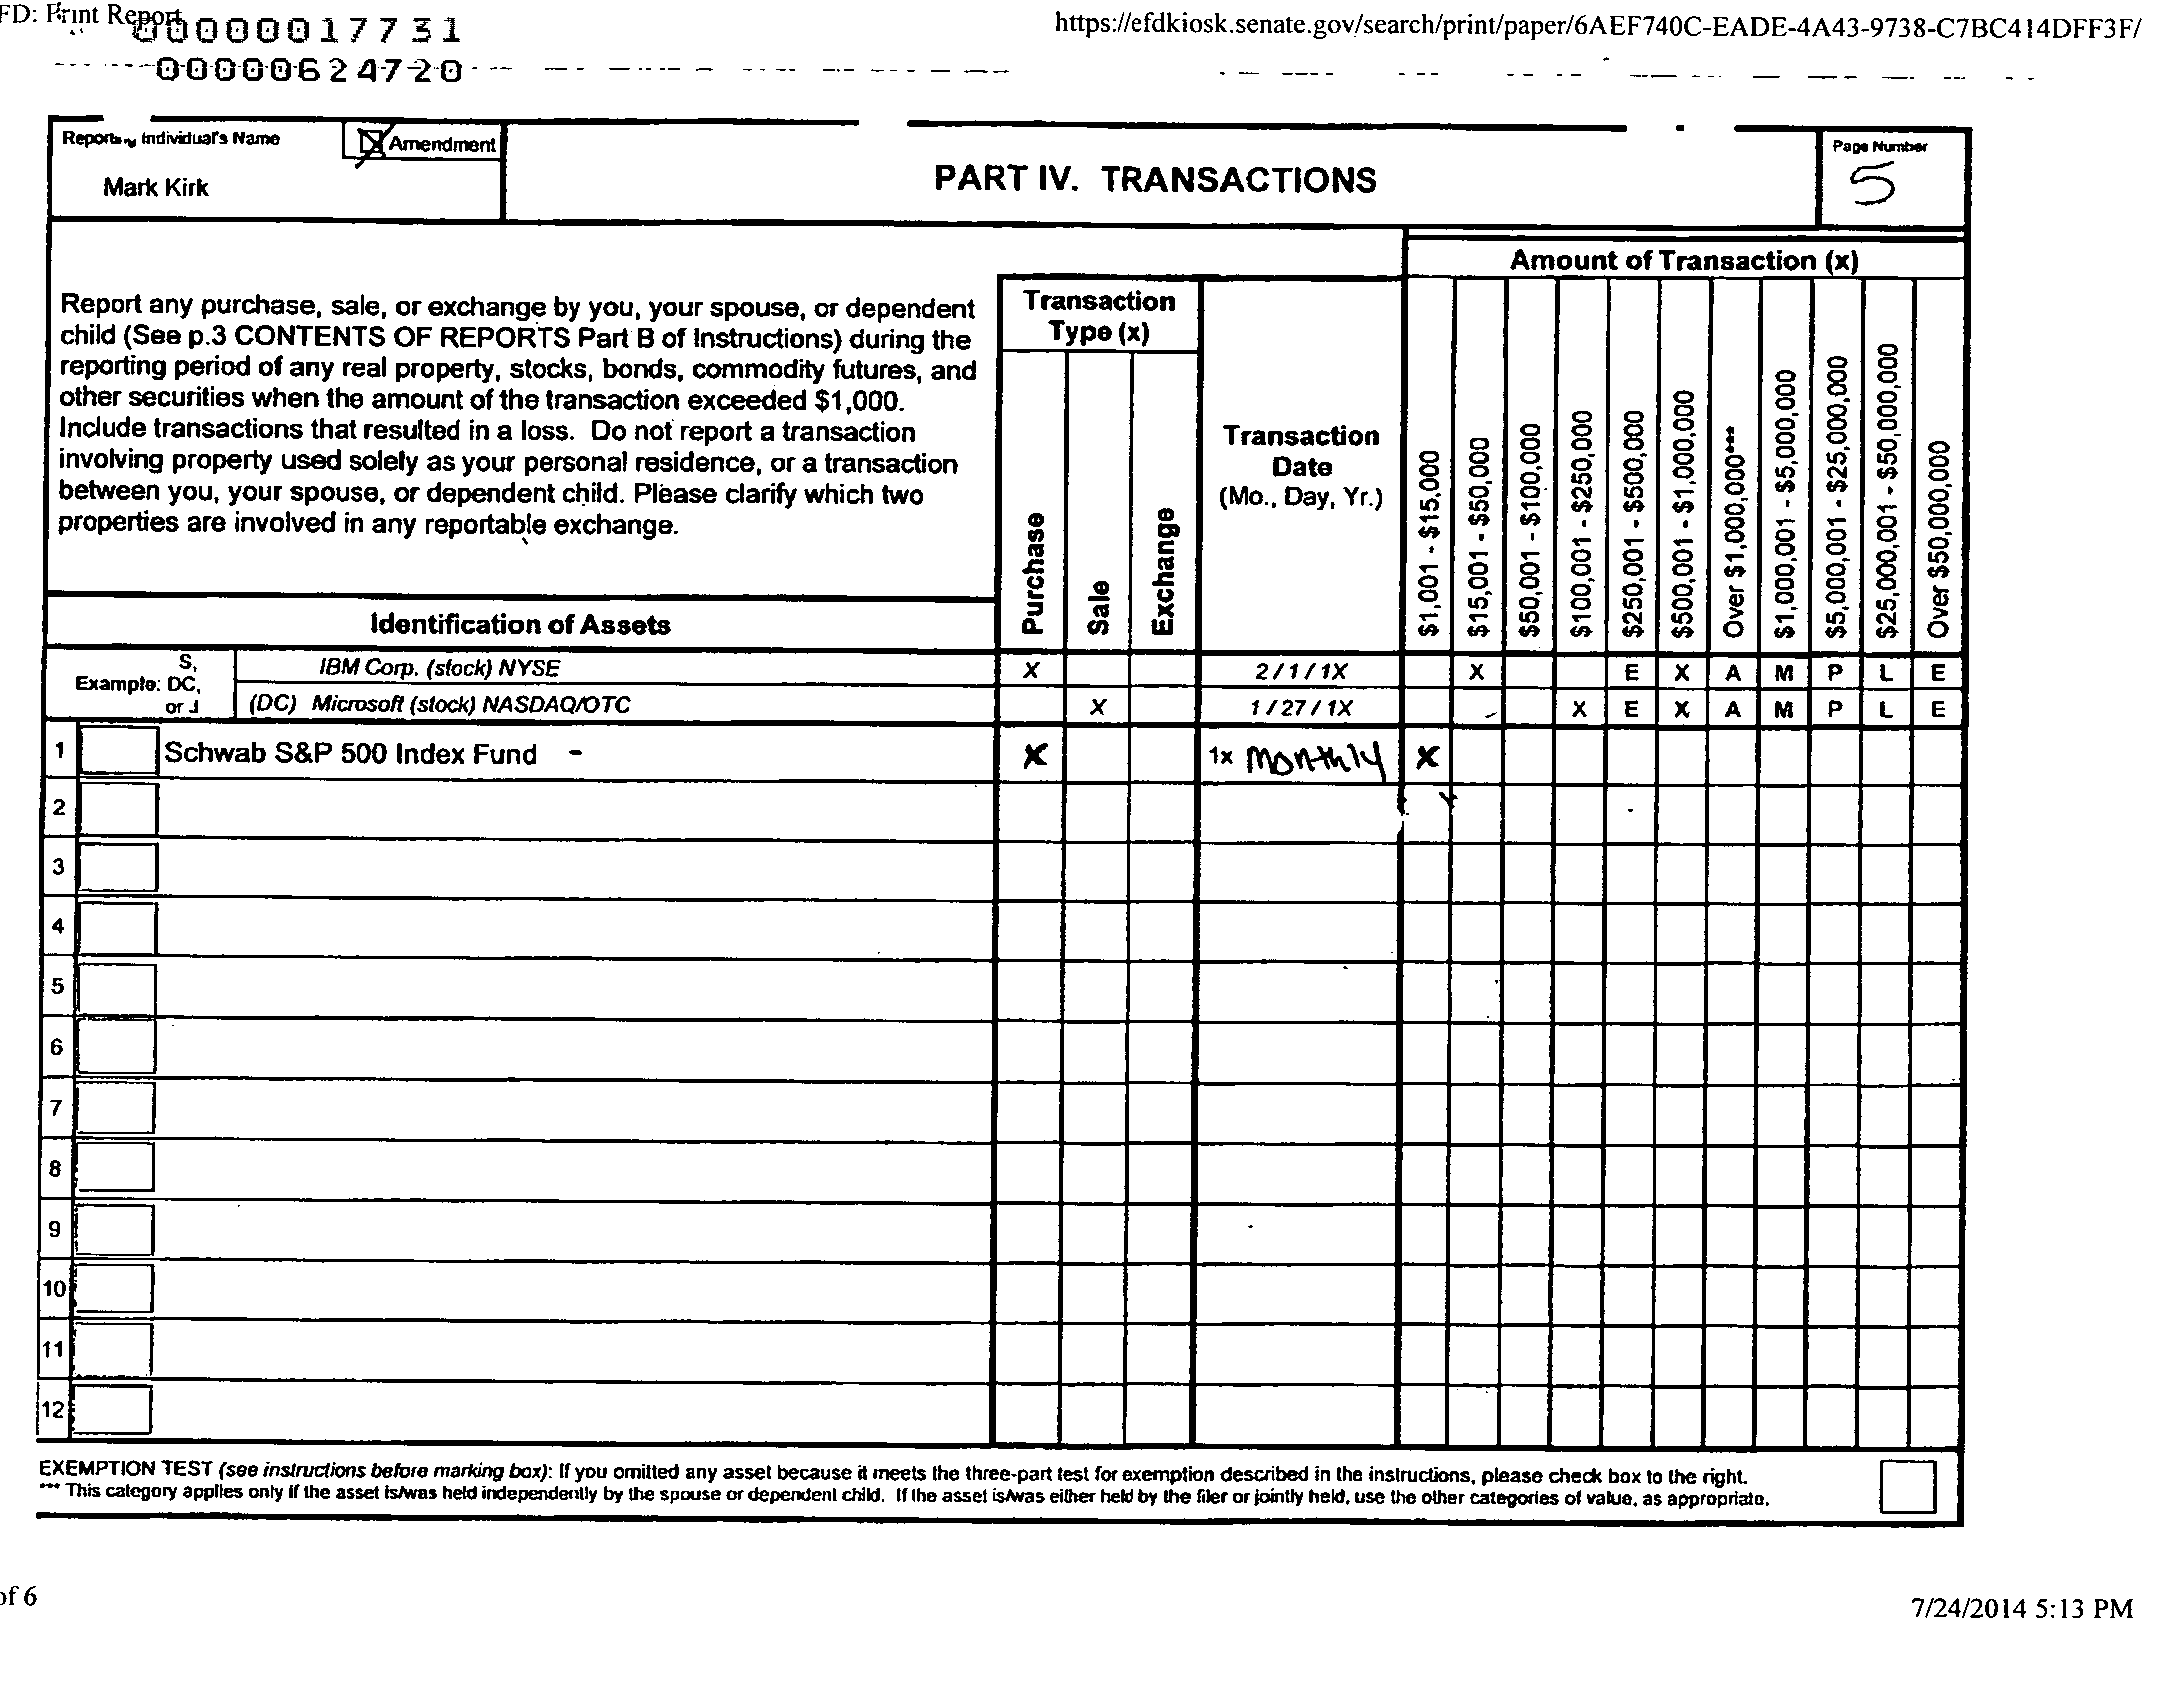 FD: Print Report
https://efdkiosk.senate.gov/search/print/paper/6AEF740C-EADE-4A43-9738-C7BC414DFF3F/
00000017731
00000624720
Reporting Individual's Name
Amendment
Mark Kirk
PART IV. TRANSACTIONS
Page Number
5
Report any purchase, sale, or exchange by you, your spouse, or dependent
child (See p.3 CONTENTS OF REPORTS Part B of Instructions) during the
reporting period of any real property, stocks, bonds, commodity futures, and
other securities when the amount of the transaction exceeded $1,000.
Include transactions that resulted in a loss. Do not report a transaction
involving property used solely as your personal residence, or a transaction
between you, your spouse, or dependent child. Please clarify which two
properties are involved in any reportable exchange.
Identification of Assets
Transaction
Type (x)
Purchase
Sale
Exchange
Transaction
Date
(Mo., Day, Yr.)
Amount of Transaction (x)
$1,001 - $15,000
$15,001 - $50,000
$50,001 - $100,000
$100,001 - $250,000
$250,001 - $500,000
$500,001 - $1,000,000
Over $1,000,000***
$1,000,001 - $5,000,000
$5,000,001 - $25,000,000
$25,000,001 - $50,000,000
Over $50,000,000
Example: S,
DC,
or J
IBM Corp. (stock) NYSE X 2/1/1X X E X A M P L E
(DC) Microsoft (stock) NASDAQ/OTC X 1/27/1X X E X A M P L E
1 Schwab S&P 500 Index Fund - X 1x Monthly X
2
3
4
5
6
7
8
9
10
11
12
EXEMPTION TEST (see instructions before marking box): If you omitted any asset because it meets the three-part test for exemption described in the instructions, please check box to the right.
*** This category applies only if the asset is/was held independently by the spouse or dependent child. If the asset is/was either held by the filer or jointly held, use the other categories of value, as appropriate.
of 6
7/24/2014 5:13 PM